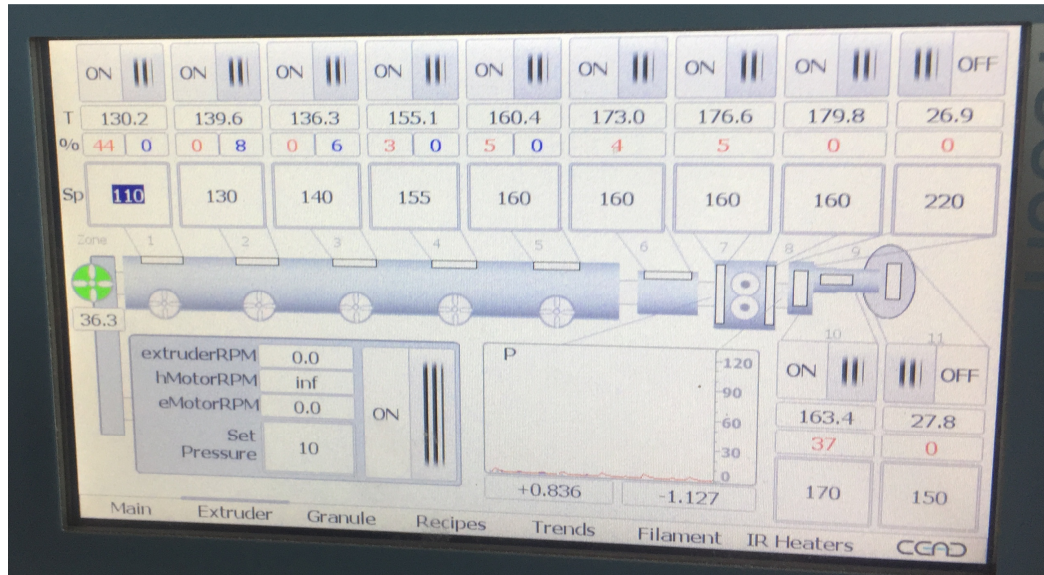 ON ON ON ON ON ON ON ON OFF
T 130.2 139.6 136.3 155.1 160.4 173.0 176.6 179.8 26.9
% 44 0 0 8 0 6 3 0 5 0 4 5 0 0
Sp 110 130 140 155 160 160 160 160 220
Zone 1 2 3 4 5 6 7 8 9
36.3
extruderRPM 0.0
hMotorRPM inf
eMotorRPM 0.0
Set
Pressure 10
ON
P
120
90
60
30
0
+0.836 -1.127
10 11
ON OFF
163.4 27.8
37 0
170 150
Main Extruder Granule Recipes Trends Filament IR Heaters CEAD